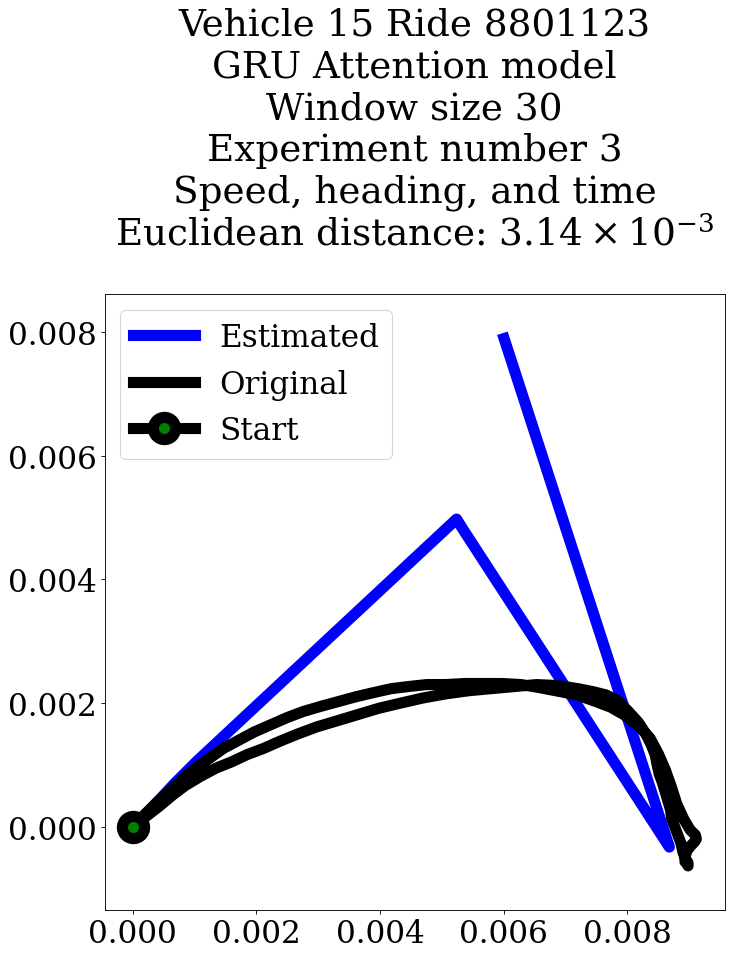 Vehicle 15 Ride 8801123
GRU Attention model
Window size 30
Experiment number 3
Speed, heading, and time
Euclidean distance: 3.14 × 10⁻³
Estimated
Original
Start
0.008
0.006
0.004
0.002
0.000
0.000 0.002 0.004 0.006 0.008